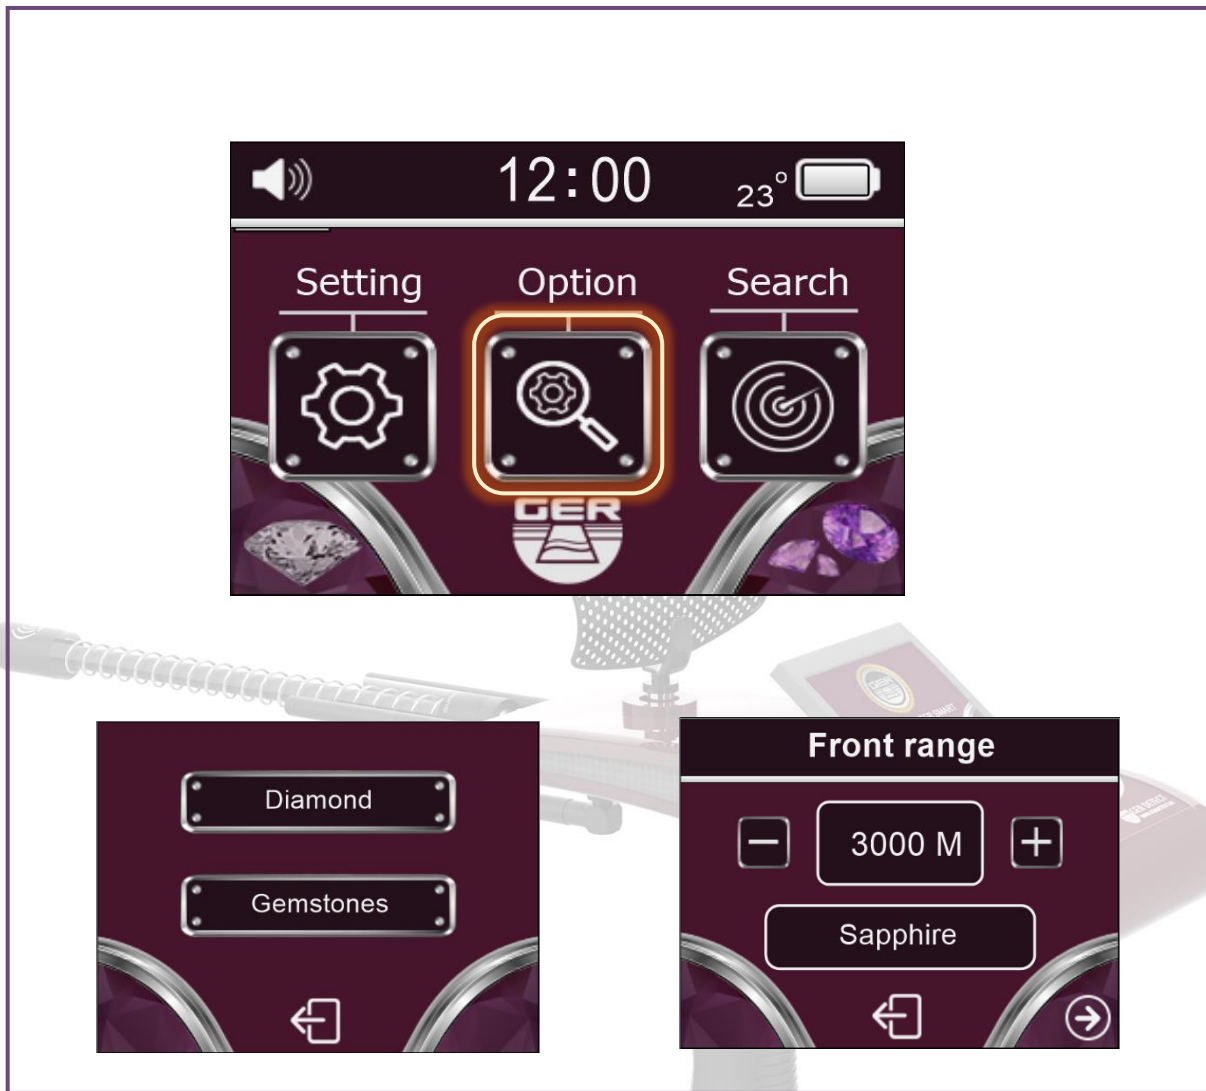 12:00
23°
Setting
Option
Search
GER
Diamond
Gemstones
Front range
3000 M
Sapphire